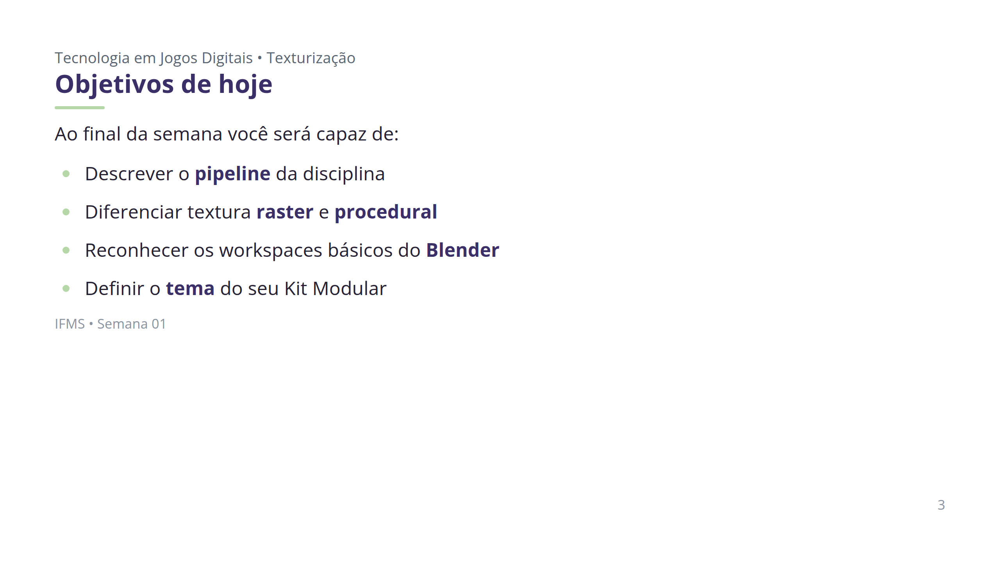 Tecnologia em Jogos Digitais • Texturização
Objetivos de hoje
Ao final da semana você será capaz de:
• Descrever o pipeline da disciplina
• Diferenciar textura raster e procedural
• Reconhecer os workspaces básicos do Blender
• Definir o tema do seu Kit Modular
IFMS • Semana 01
3